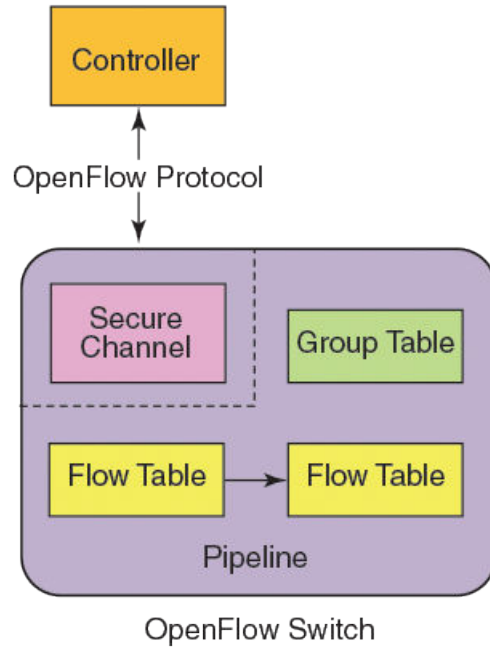 Controller
OpenFlow Protocol
Secure
Channel
Group Table
Flow Table
Flow Table
Pipeline
OpenFlow Switch